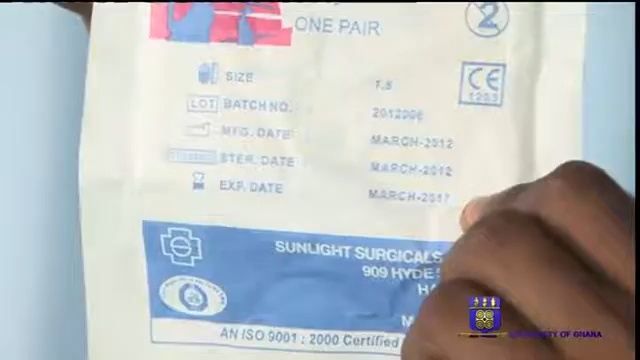 ONE PAIR
2
SIZE 7.5
CE
1293
LOT BATCH NO. 2012006
MFG. DATE MARCH-2012
STER. DATE MARCH-2012
EXP. DATE MARCH-2017
SUNLIGHT SURGICALS
909 HYDE
H
M
AN ISO 9001 : 2000 Certified
UNIVERSITY OF GHANA